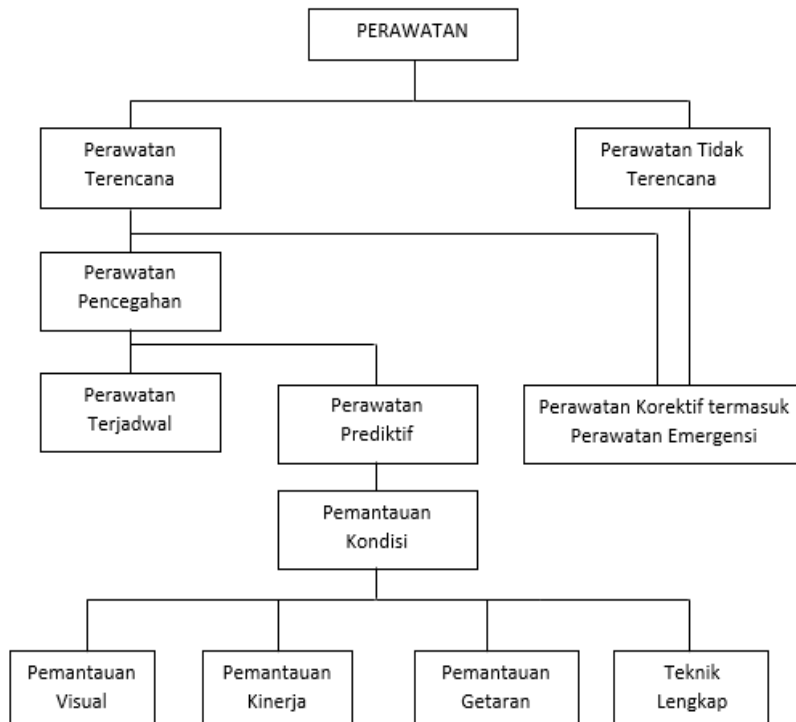 PERAWATAN
Perawatan
Terencana
Perawatan Tidak
Terencana
Perawatan
Pencegahan
Perawatan
Terjadwal
Perawatan
Prediktif
Perawatan Korektif termasuk
Perawatan Emergensi
Pemantauan
Kondisi
Pemantauan
Visual
Pemantauan
Kinerja
Pemantauan
Getaran
Teknik
Lengkap